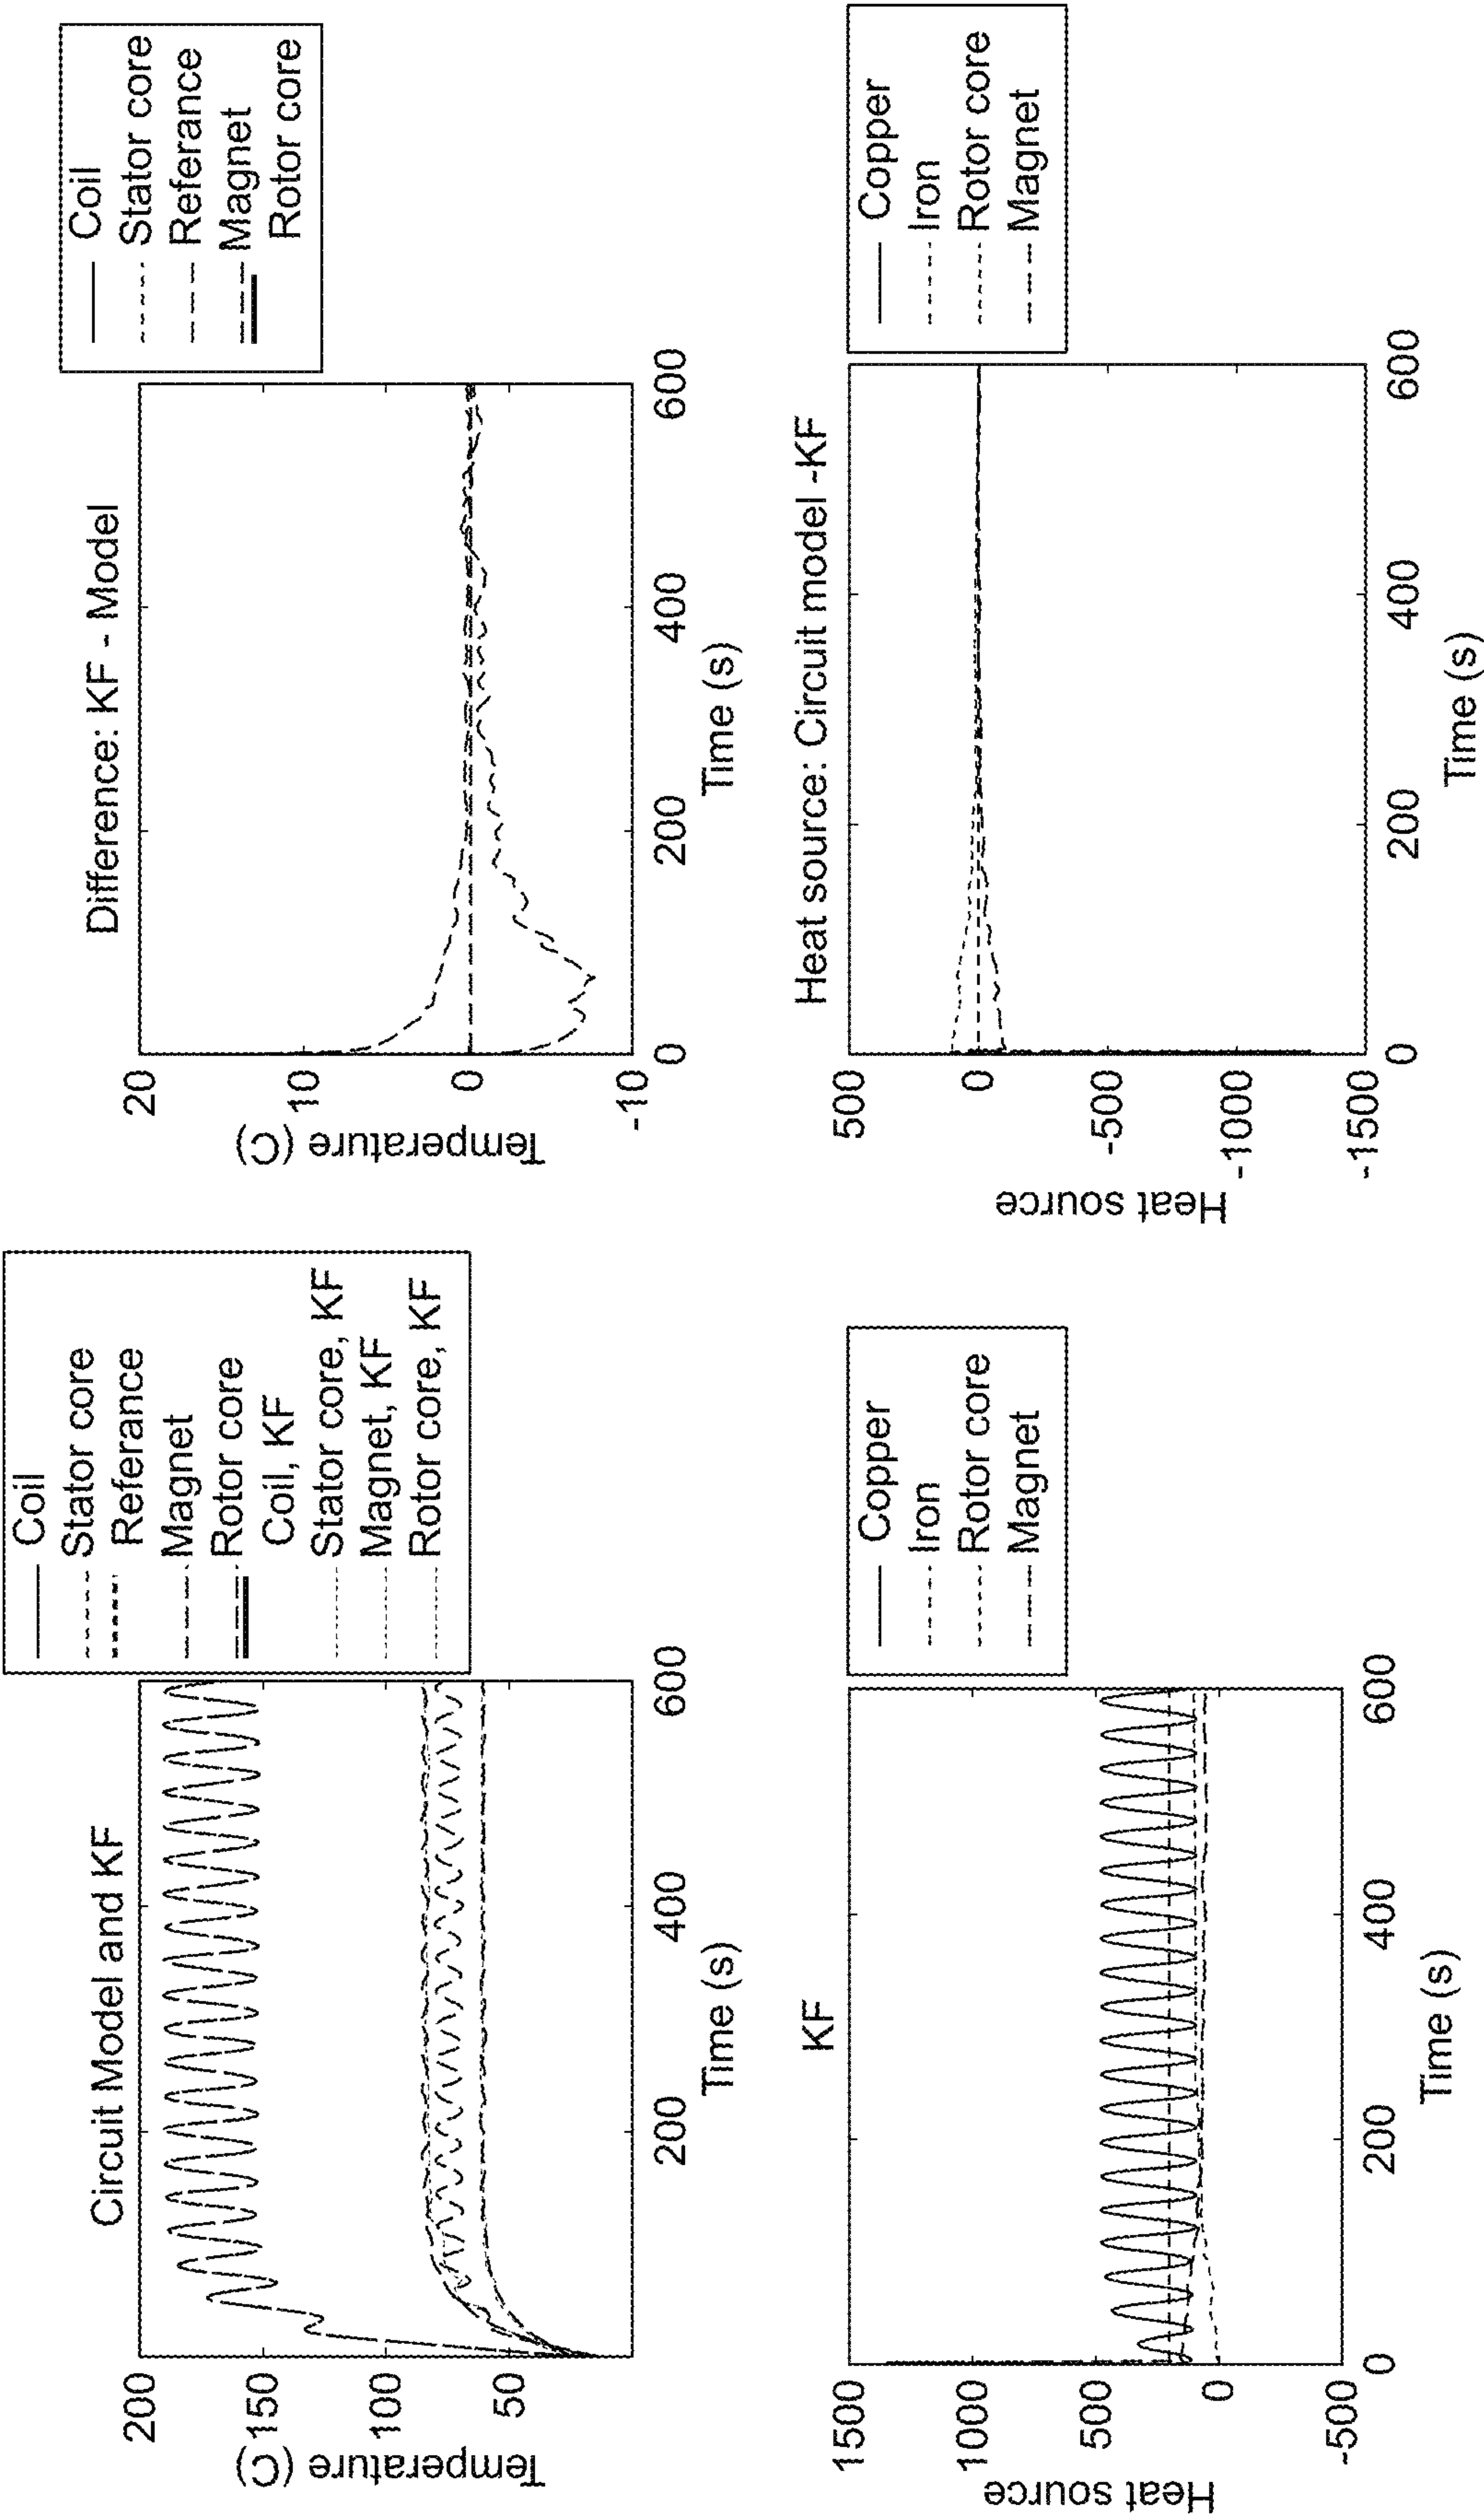 Circuit Model and KF
200
150
100
50
Temperature (C)
200
400
600
Time (s)
Coil
Stator core
Referance
Magnet
Rotor core
Coil, KF
Stator core, KF
Magnet, KF
Rotor core, KF
Difference: KF - Model
20
10
0
-10
Temperature (C)
0
200
400
600
Time (s)
Coil
Stator core
Referance
Magnet
Rotor core
KF
1500
1000
500
0
-500
Heat source
0
200
400
600
Time (s)
Copper
Iron
Rotor core
Magnet
Heat source: Circuit model -KF
500
0
-500
-1000
-1500
Heat source
0
200
400
600
Time (s)
Copper
Iron
Rotor core
Magnet